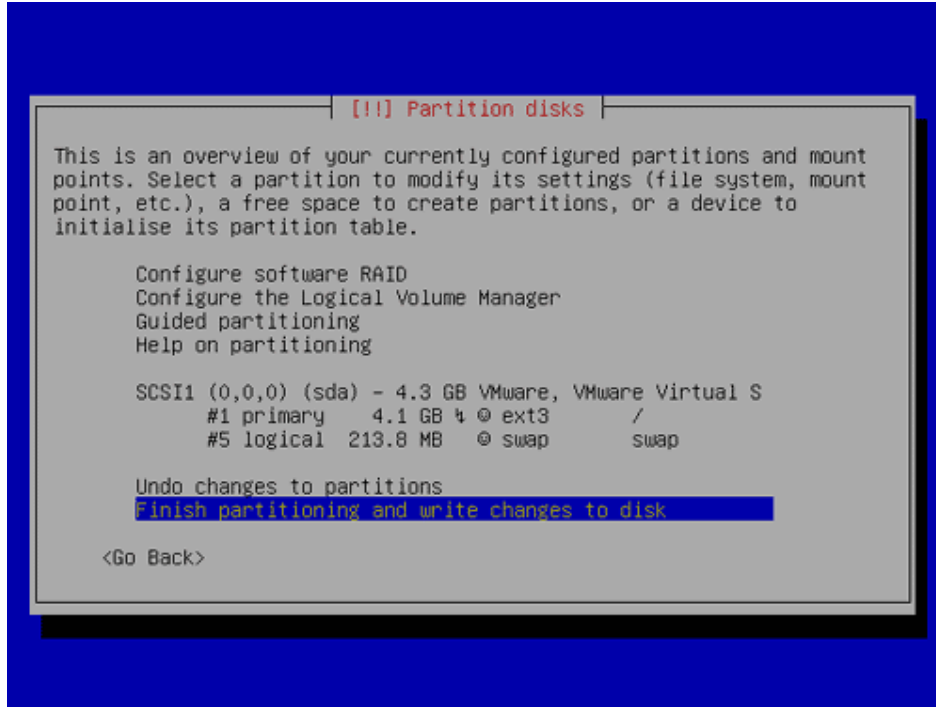 [!!] Partition disks
This is an overview of your currently configured partitions and mount
points. Select a partition to modify its settings (file system, mount
point, etc.), a free space to create partitions, or a device to
initialise its partition table.
Configure software RAID
Configure the Logical Volume Manager
Guided partitioning
Help on partitioning
SCSI1 (0,0,0) (sda) - 4.3 GB VMware, VMware Virtual S
#1 primary 4.1 GB ↯ ☺ ext3 /
#5 logical 213.8 MB ☺ swap swap
Undo changes to partitions
Finish partitioning and write changes to disk
<Go Back>